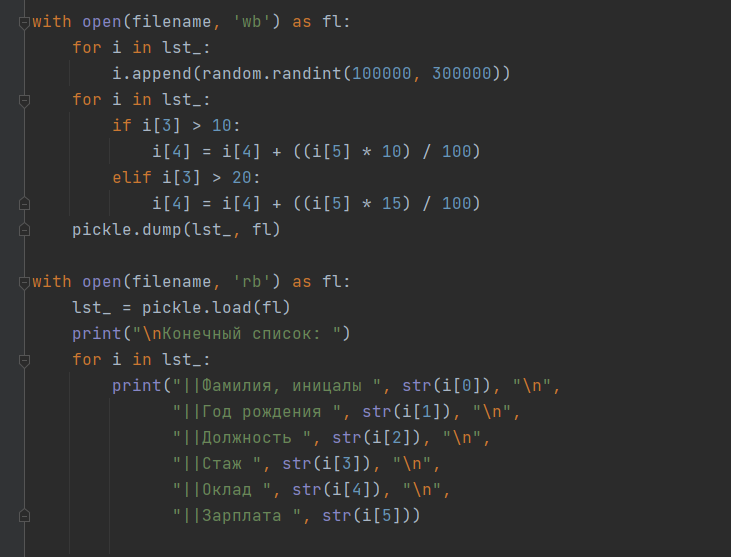 with open(filename, 'wb') as fl:
    for i in lst_:
        i.append(random.randint(100000, 300000))
    for i in lst_:
        if i[3] > 10:
            i[4] = i[4] + ((i[5] * 10) / 100)
        elif i[3] > 20:
            i[4] = i[4] + ((i[5] * 15) / 100)
    pickle.dump(lst_, fl)

with open(filename, 'rb') as fl:
    lst_ = pickle.load(fl)
    print("\nКонечный список: ")
    for i in lst_:
        print("||Фамилия, иницалы ", str(i[0]), "\n",
              "||Год рождения ", str(i[1]), "\n",
              "||Должность ", str(i[2]), "\n",
              "||Стаж ", str(i[3]), "\n",
              "||Оклад ", str(i[4]), "\n",
              "||Зарплата ", str(i[5]))